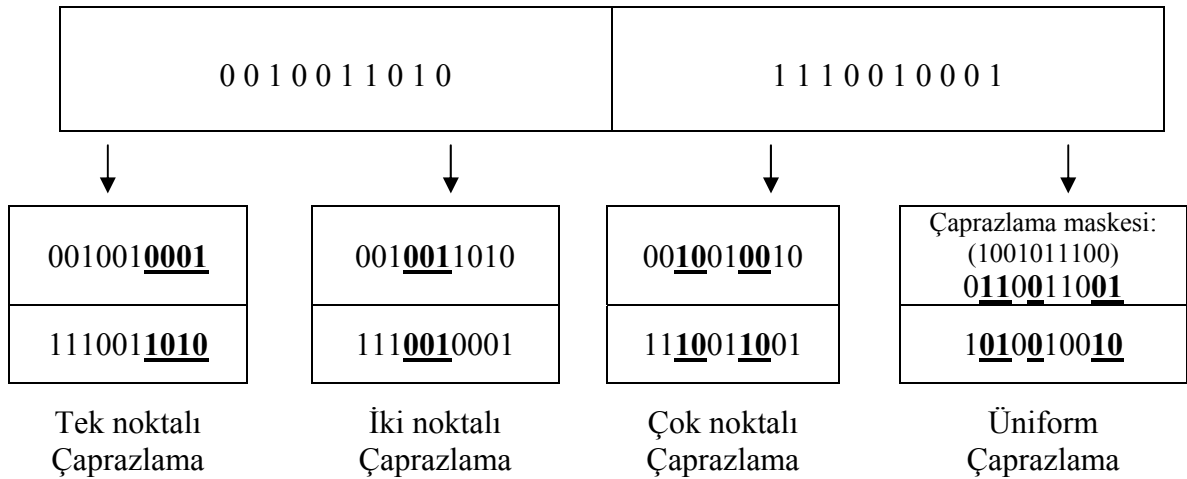 0 0 1 0 0 1 1 0 1 0
1 1 1 0 0 1 0 0 0 1
0010010001
1110011010
0010011010
1110010001
0010010010
1110011001
Çaprazlama maskesi:
(1001011100)
0110011001
1010010010
Tek noktalı
Çaprazlama
İki noktalı
Çaprazlama
Çok noktalı
Çaprazlama
Üniform
Çaprazlama